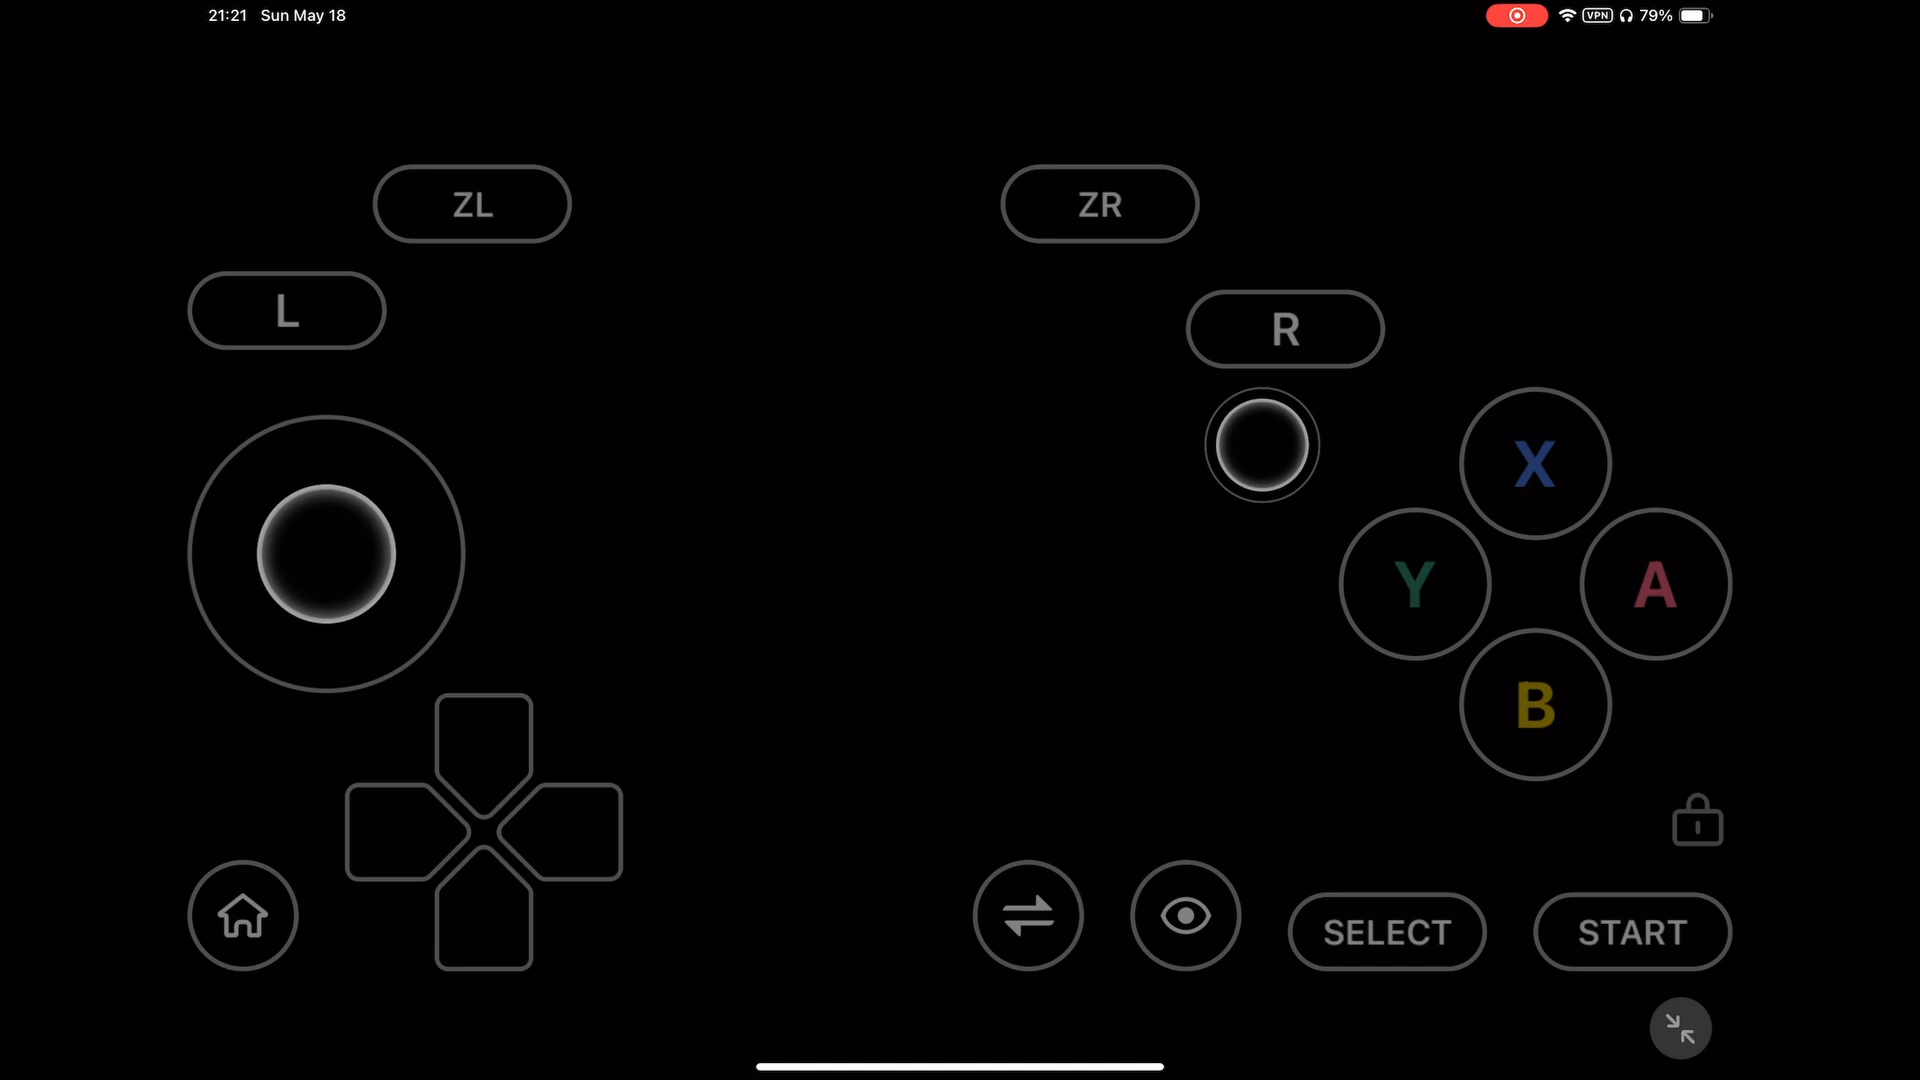 21:21 Sun May 18
VPN 79%
ZL
ZR
L
R
X
Y
A
B
SELECT
START